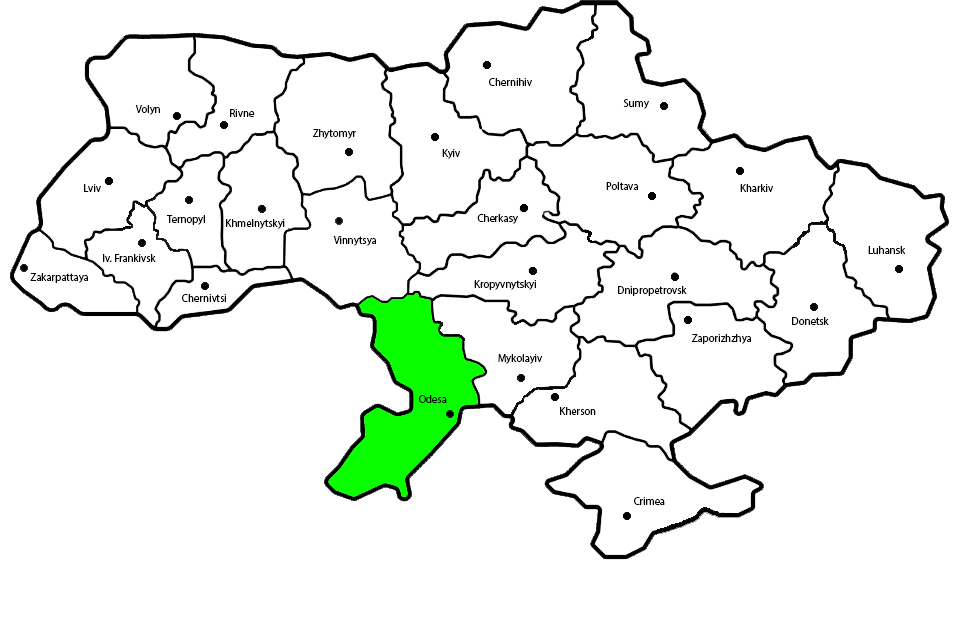 Chernihiv
Sumy
Volyn
Rivne
Zhytomyr
Kyiv
Lviv
Poltava
Kharkiv
Ternopyl
Khmelnytskyi
Cherkasy
Vinnytsya
Iv. Frankivsk
Luhansk
Zakarpattaya
Kropyvnytskyi
Dnipropetrovsk
Chernivtsi
Donetsk
Zaporizhzhya
Mykolayiv
Odesa
Kherson
Crimea